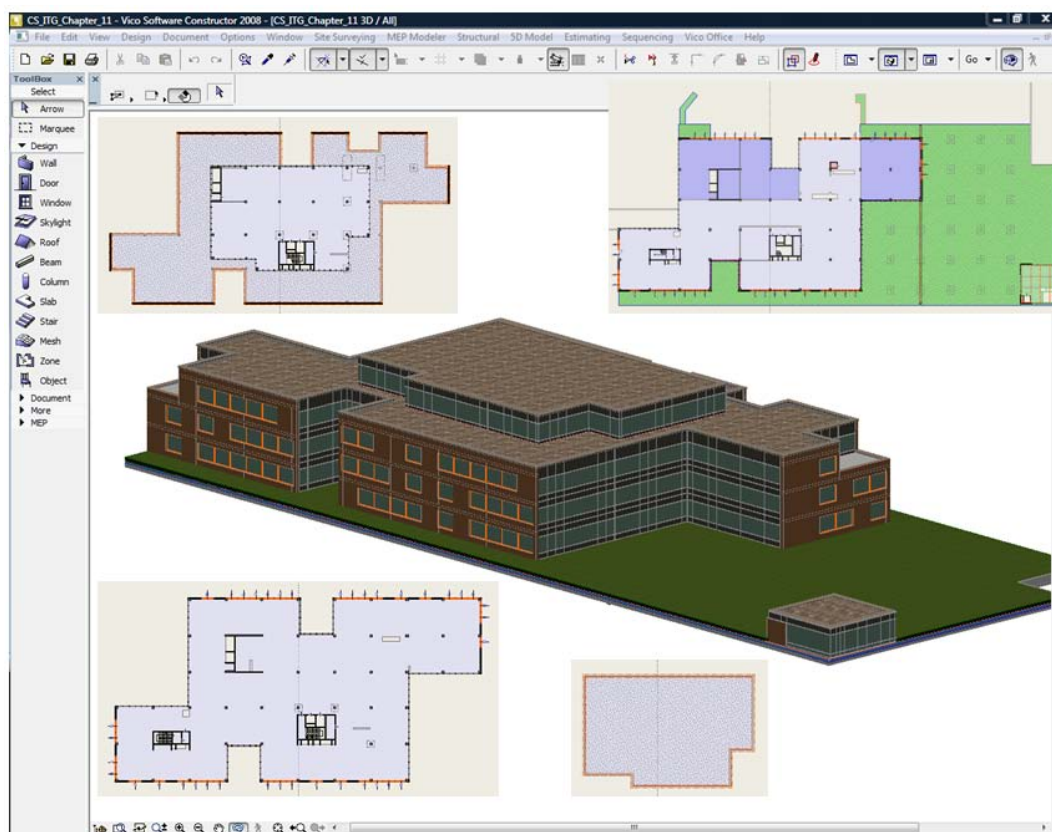 CS_ITG_Chapter_11 - Vico Software Constructor 2008 - [CS_ITG_Chapter_11 3D / All]
File Edit View Design Document Options Window Site Surveying MEP Modeler Structural 5D Model Estimating Sequencing Vico Office Help
Go
ToolBox
Select
Arrow
Marquee
Design
Wall
Door
Window
Skylight
Roof
Beam
Column
Slab
Stair
Mesh
Zone
Object
Document
More
MEP